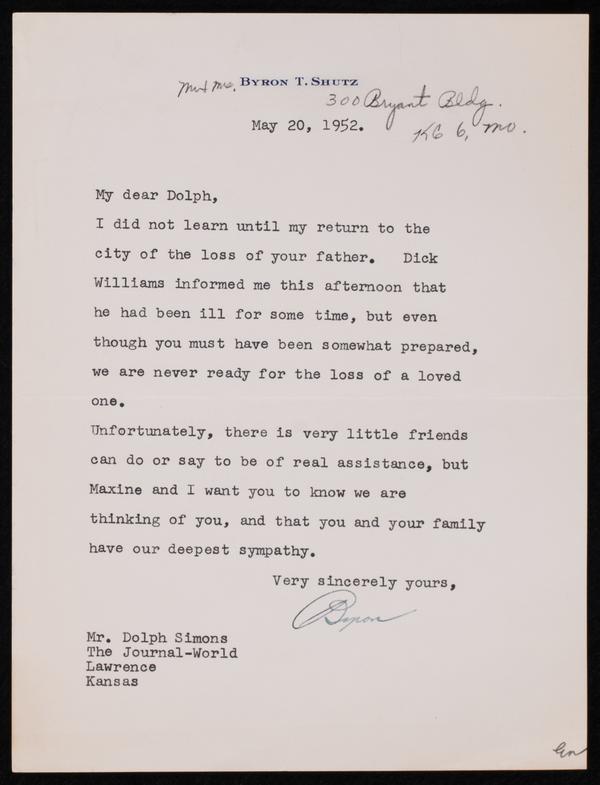 Mr & Mrs. BYRON T. SHUTZ
300 Bryant Bldg.
May 20, 1952.
KC 6, Mo.
My dear Dolph,
I did not learn until my return to the
city of the loss of your father. Dick
Williams informed me this afternoon that
he had been ill for some time, but even
though you must have been somewhat prepared,
we are never ready for the loss of a loved
one.
Unfortunately, there is very little friends
can do or say to be of real assistance, but
Maxine and I want you to know we are
thinking of you, and that you and your family
have our deepest sympathy.
Very sincerely yours,
Byron
Mr. Dolph Simons
The Journal-World
Lawrence
Kansas